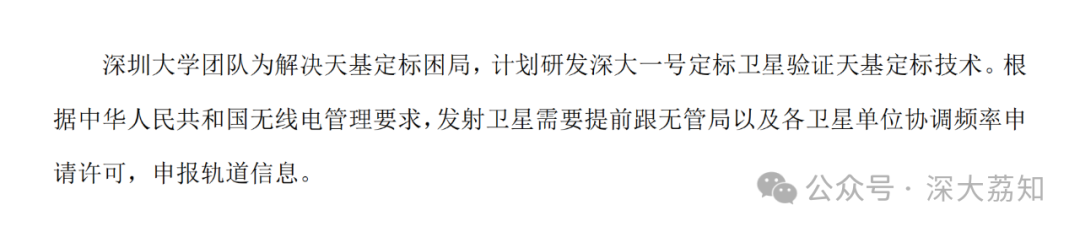 深圳大学团队为解决天基定标困局，计划研发深大一号定标卫星验证天基定标技术。根
据中华人民共和国无线电管理要求，发射卫星需要提前跟无管局以及各卫星单位协调频率申
请许可，申报轨道信息。
公众号 · 深大荔知